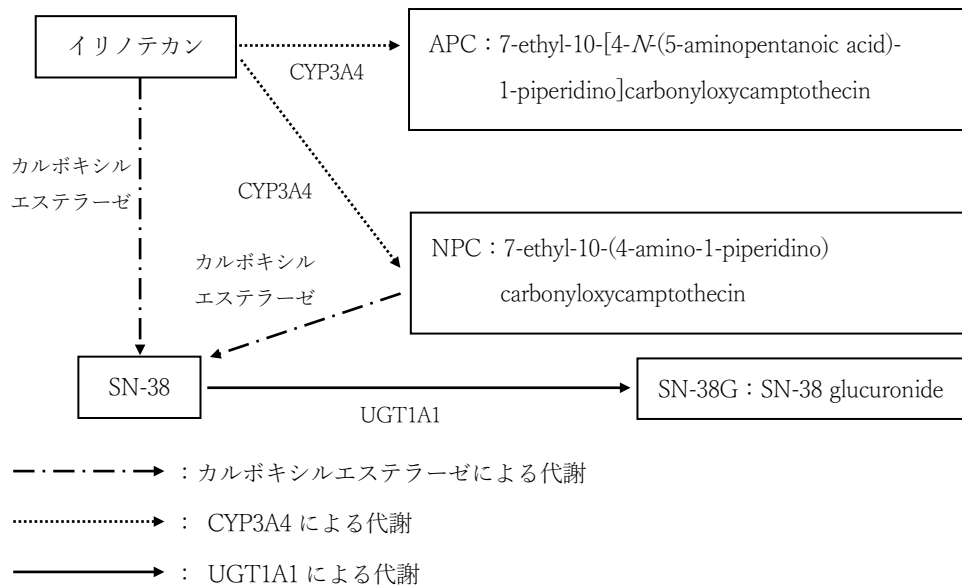 イリノテカン
CYP3A4
APC：7-ethyl-10-[4-N-(5-aminopentanoic acid)-
1-piperidino]carbonyloxycamptothecin
カルボキシル
エステラーゼ
CYP3A4
NPC：7-ethyl-10-(4-amino-1-piperidino)
carbonyloxycamptothecin
カルボキシル
エステラーゼ
SN-38
UGT1A1
SN-38G：SN-38 glucuronide
：カルボキシルエステラーゼによる代謝
： CYP3A4 による代謝
： UGT1A1 による代謝